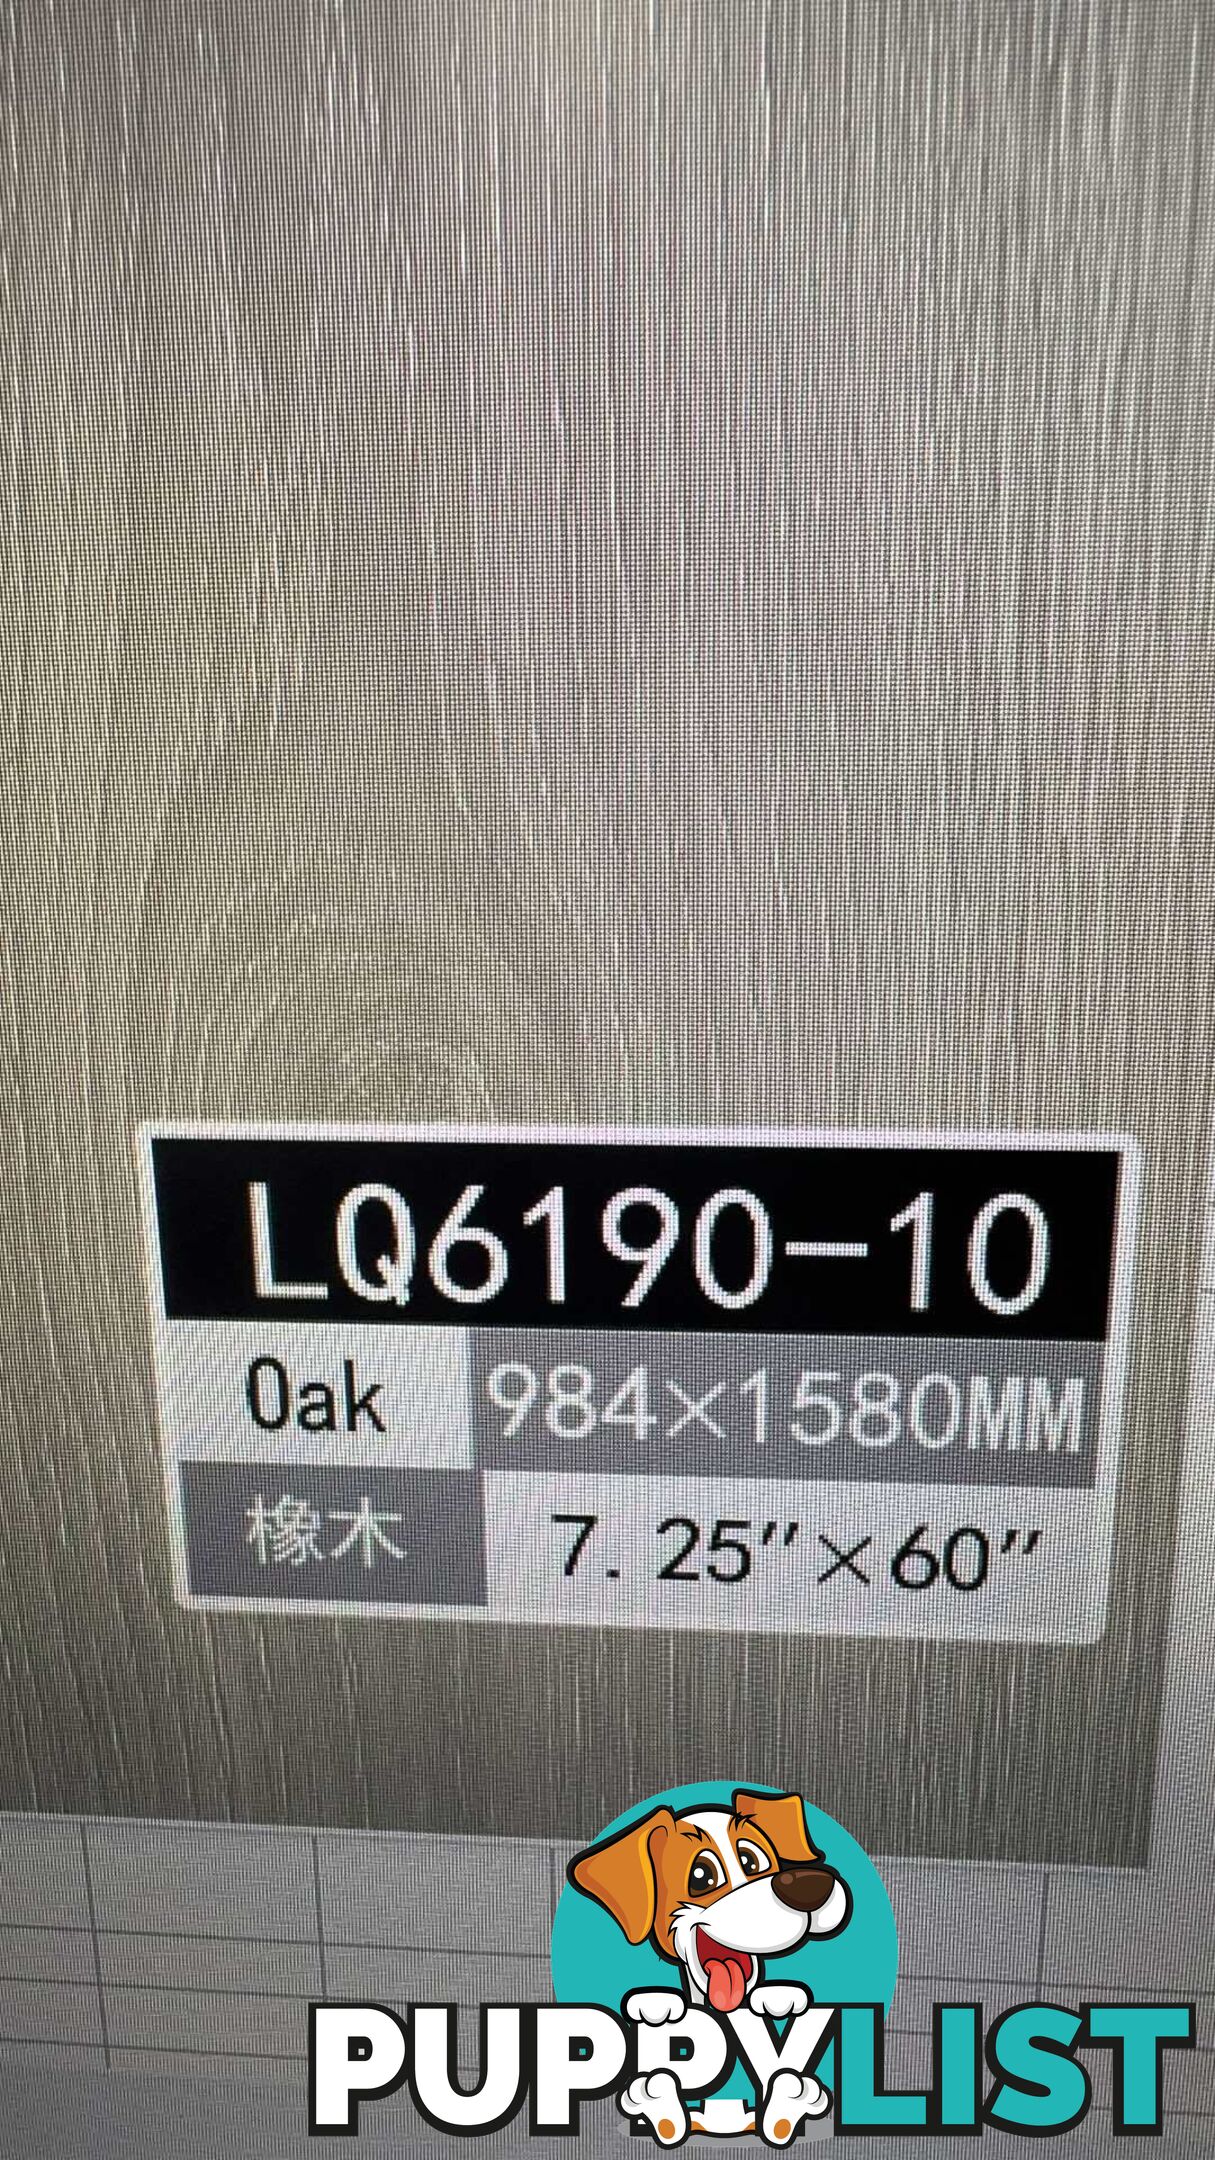 LQ6190-10
Oak 984×1580MM
橡木 7.25″×60″
PUPPYLIST